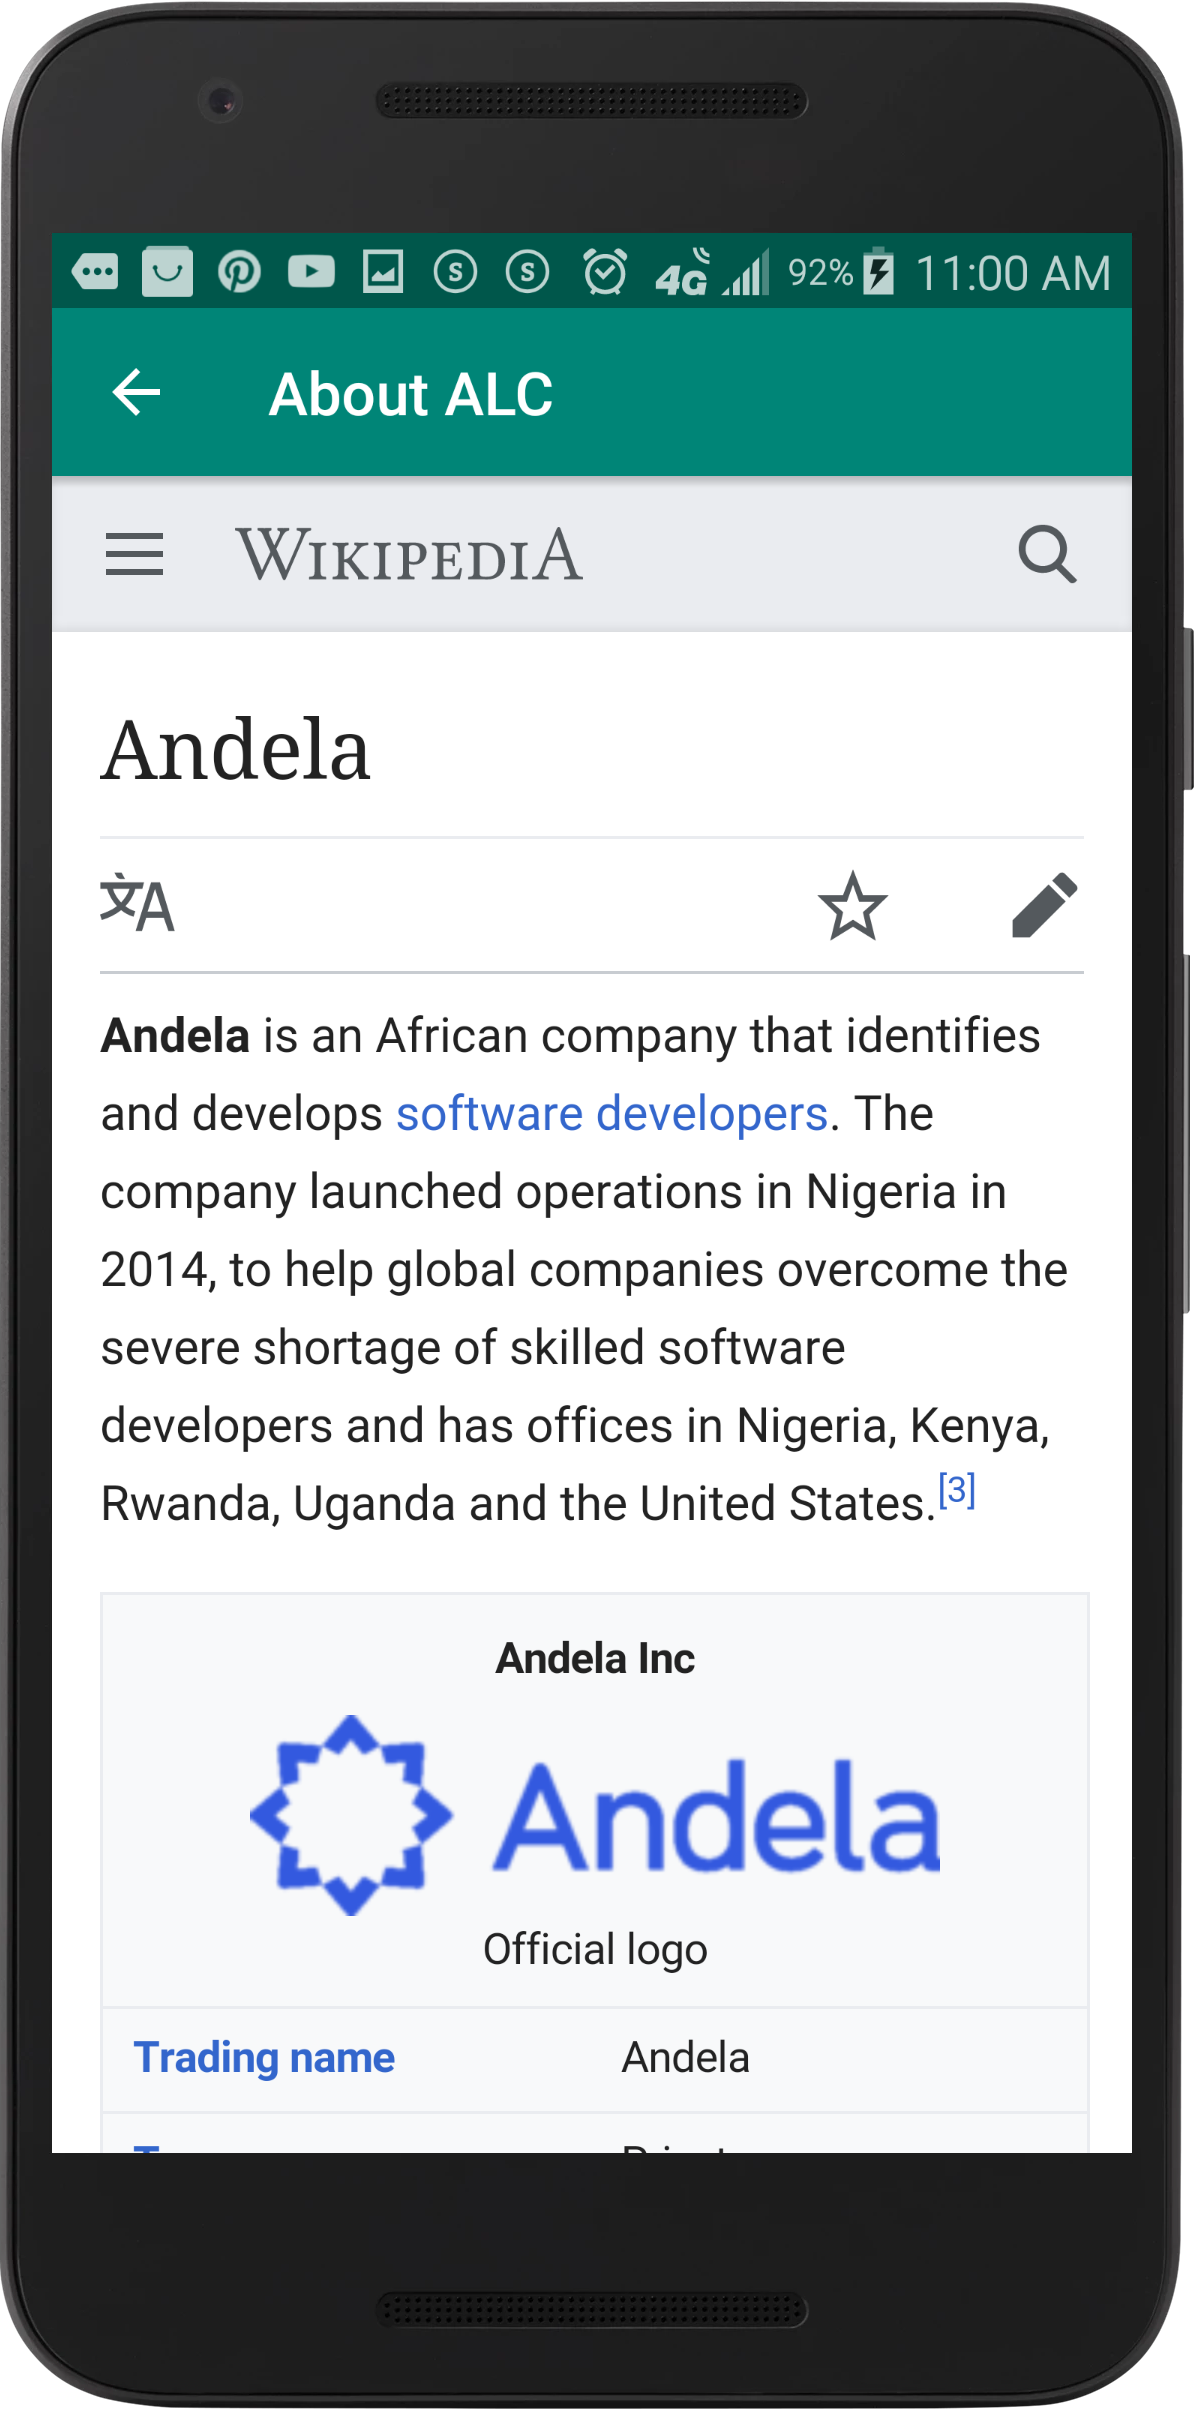 4G 92% 11:00 AM
About ALC
WIKIPEDIA
Andela
文A
Andela is an African company that identifies
and develops software developers. The
company launched operations in Nigeria in
2014, to help global companies overcome the
severe shortage of skilled software
developers and has offices in Nigeria, Kenya,
Rwanda, Uganda and the United States.[3]
Andela Inc
Andela
Official logo
Trading name Andela